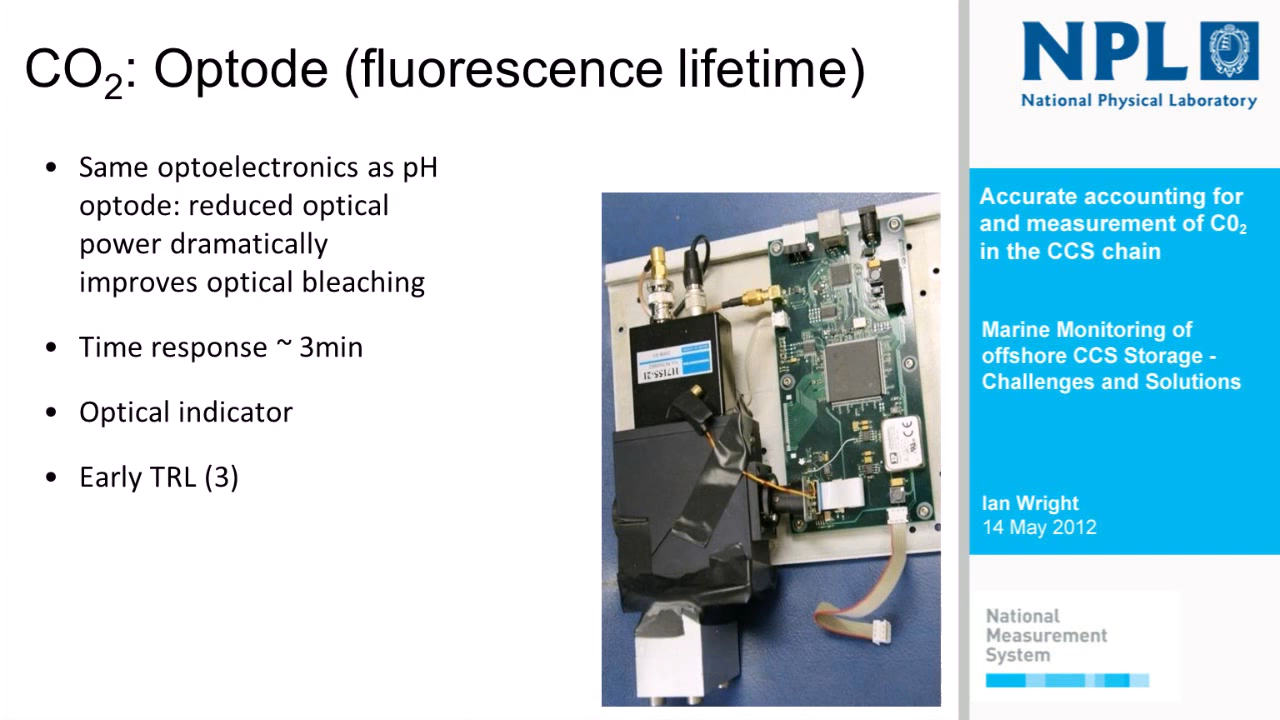 CO₂: Optode (fluorescence lifetime)
• Same optoelectronics as pH
optode: reduced optical
power dramatically
improves optical bleaching
• Time response ~ 3min
• Optical indicator
• Early TRL (3)
H7155-21
NPL
National Physical Laboratory
Accurate accounting for
and measurement of C0₂
in the CCS chain
Marine Monitoring of
offshore CCS Storage -
Challenges and Solutions
Ian Wright
14 May 2012
National
Measurement
System